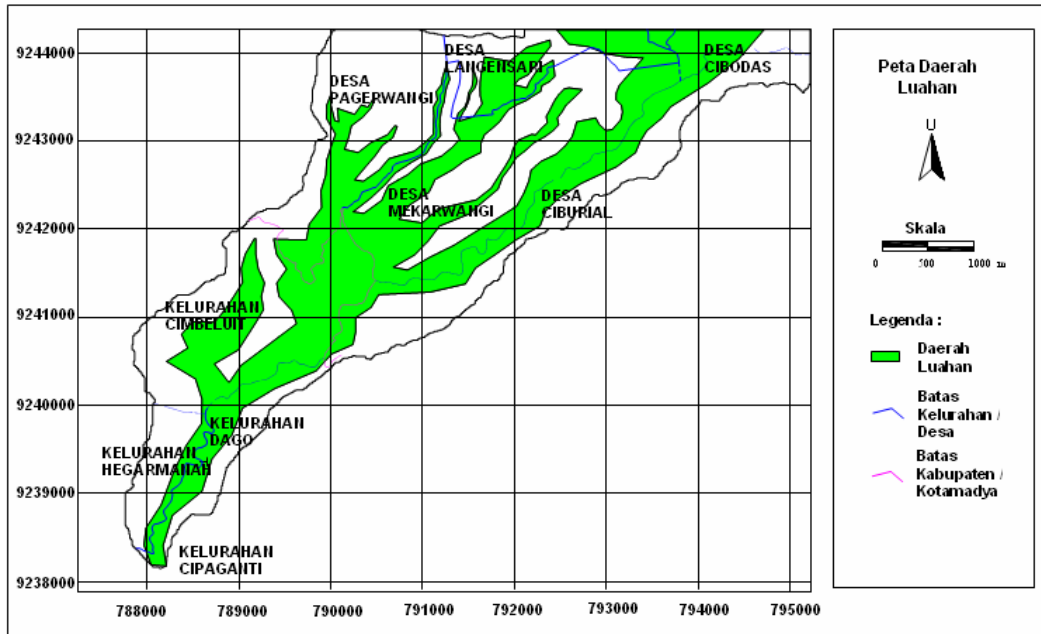 9244000
9243000
9242000
9241000
9240000
9239000
9238000
788000
789000
790000
791000
792000
793000
794000
795000
DESA
LANGENSARI
DESA
CIBODAS
DESA
PAGERWANGI
DESA
MEKARWANGI
DESA
CIBURIAL
KELURAHAN
CIMBELUIT
KELURAHAN
DAGO
KELURAHAN
HEGARMANAH
KELURAHAN
CIPAGANTI
Peta Daerah
Luahan
U
Skala
0 500 1000 m
Legenda :
Daerah
Luahan
Batas
Kelurahan /
Desa
Batas
Kabupaten /
Kotamadya